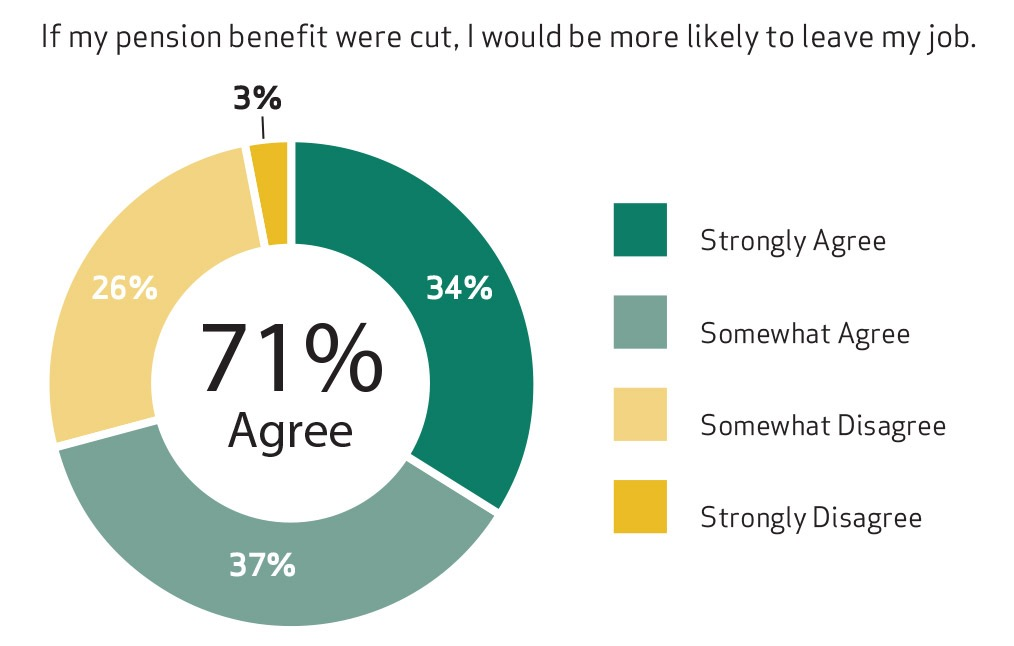 If my pension benefit were cut, I would be more likely to leave my job.
3%
26%
34%
71%
Agree
37%
Strongly Agree
Somewhat Agree
Somewhat Disagree
Strongly Disagree